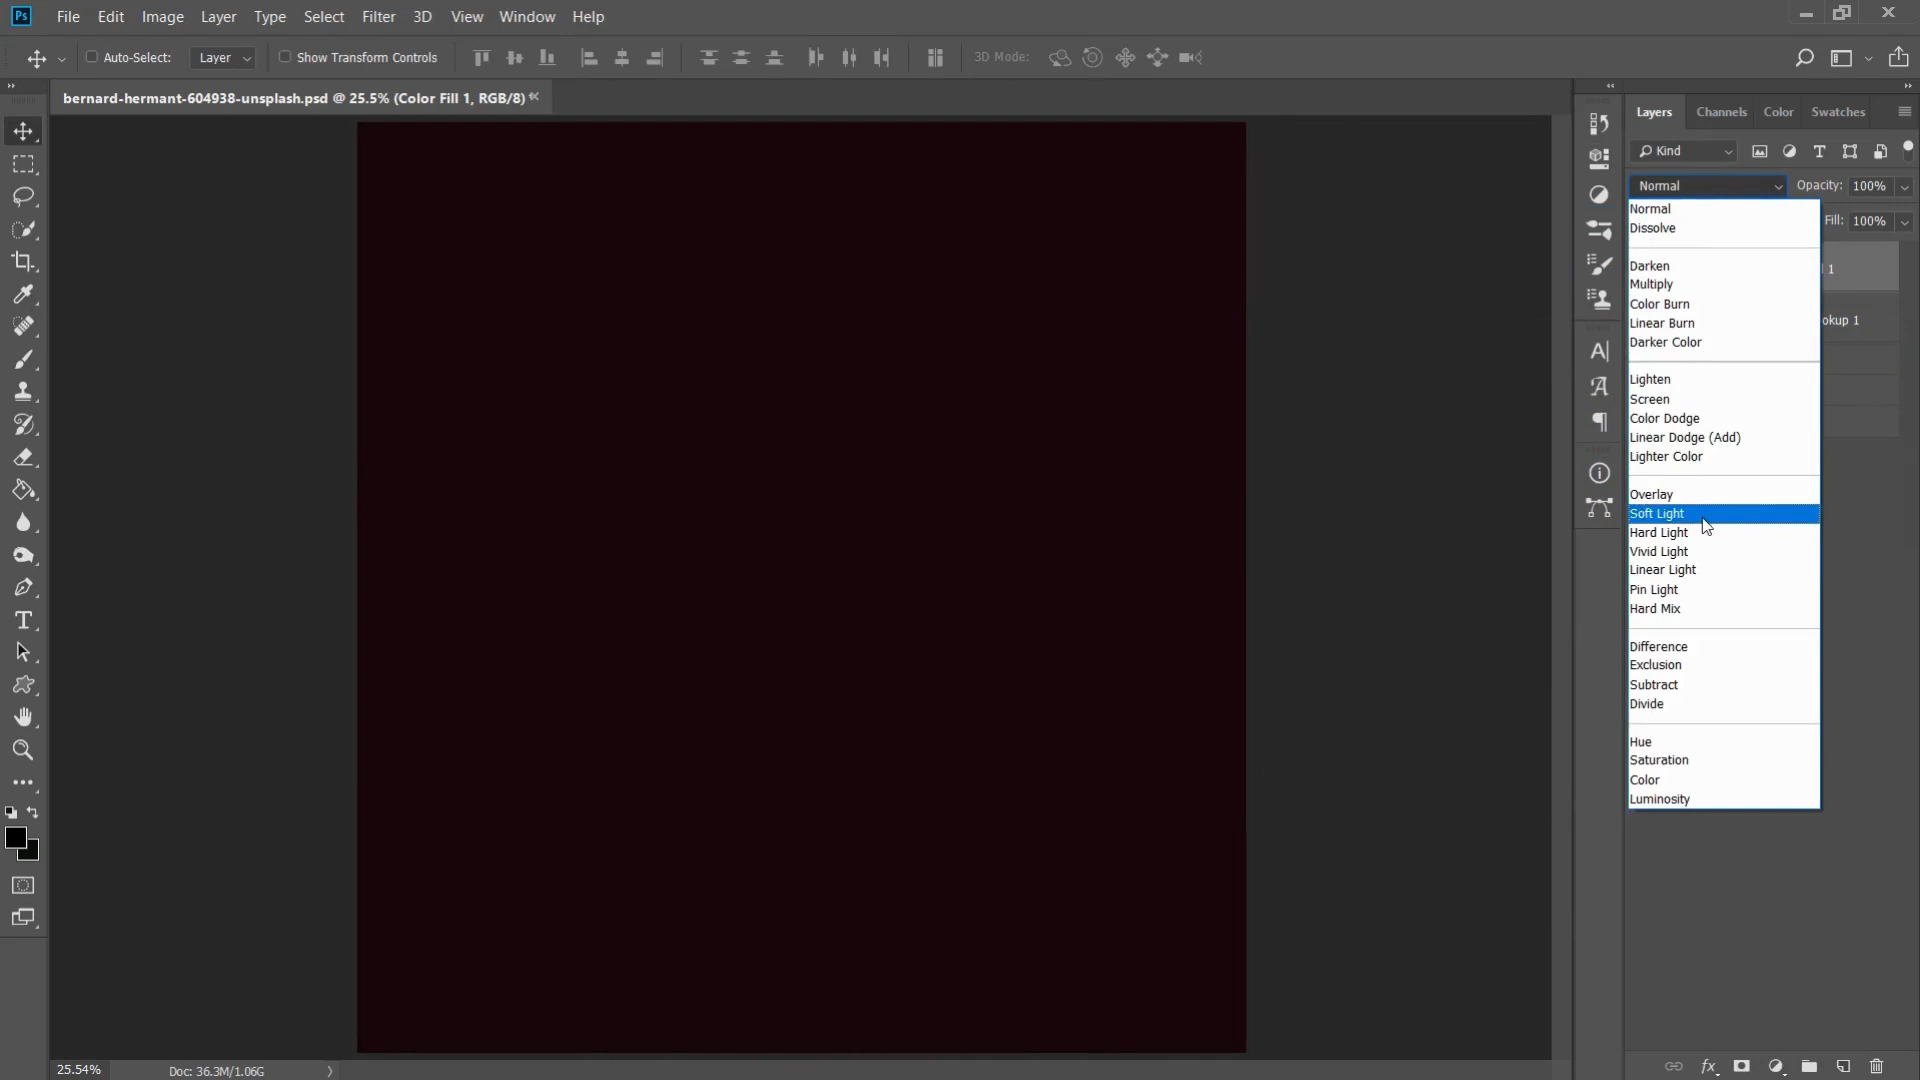 Ps File Edit Image Layer Type Select Filter 3D View Window Help
Auto-Select: Layer Show Transform Controls 3D Mode:
bernard-hermant-604938-unsplash.psd @ 25.5% (Color Fill 1, RGB/8)
Layers Channels Color Swatches
Kind
Normal Opacity: 100%
Fill: 100%
Normal
Dissolve
Darken
Multiply
Color Burn
Linear Burn
Darker Color
Lighten
Screen
Color Dodge
Linear Dodge (Add)
Lighter Color
Overlay
Soft Light
Hard Light
Vivid Light
Linear Light
Pin Light
Hard Mix
Difference
Exclusion
Subtract
Divide
Hue
Saturation
Color
Luminosity
1
okup 1
25.54% Doc: 36.3M/1.06G
fx